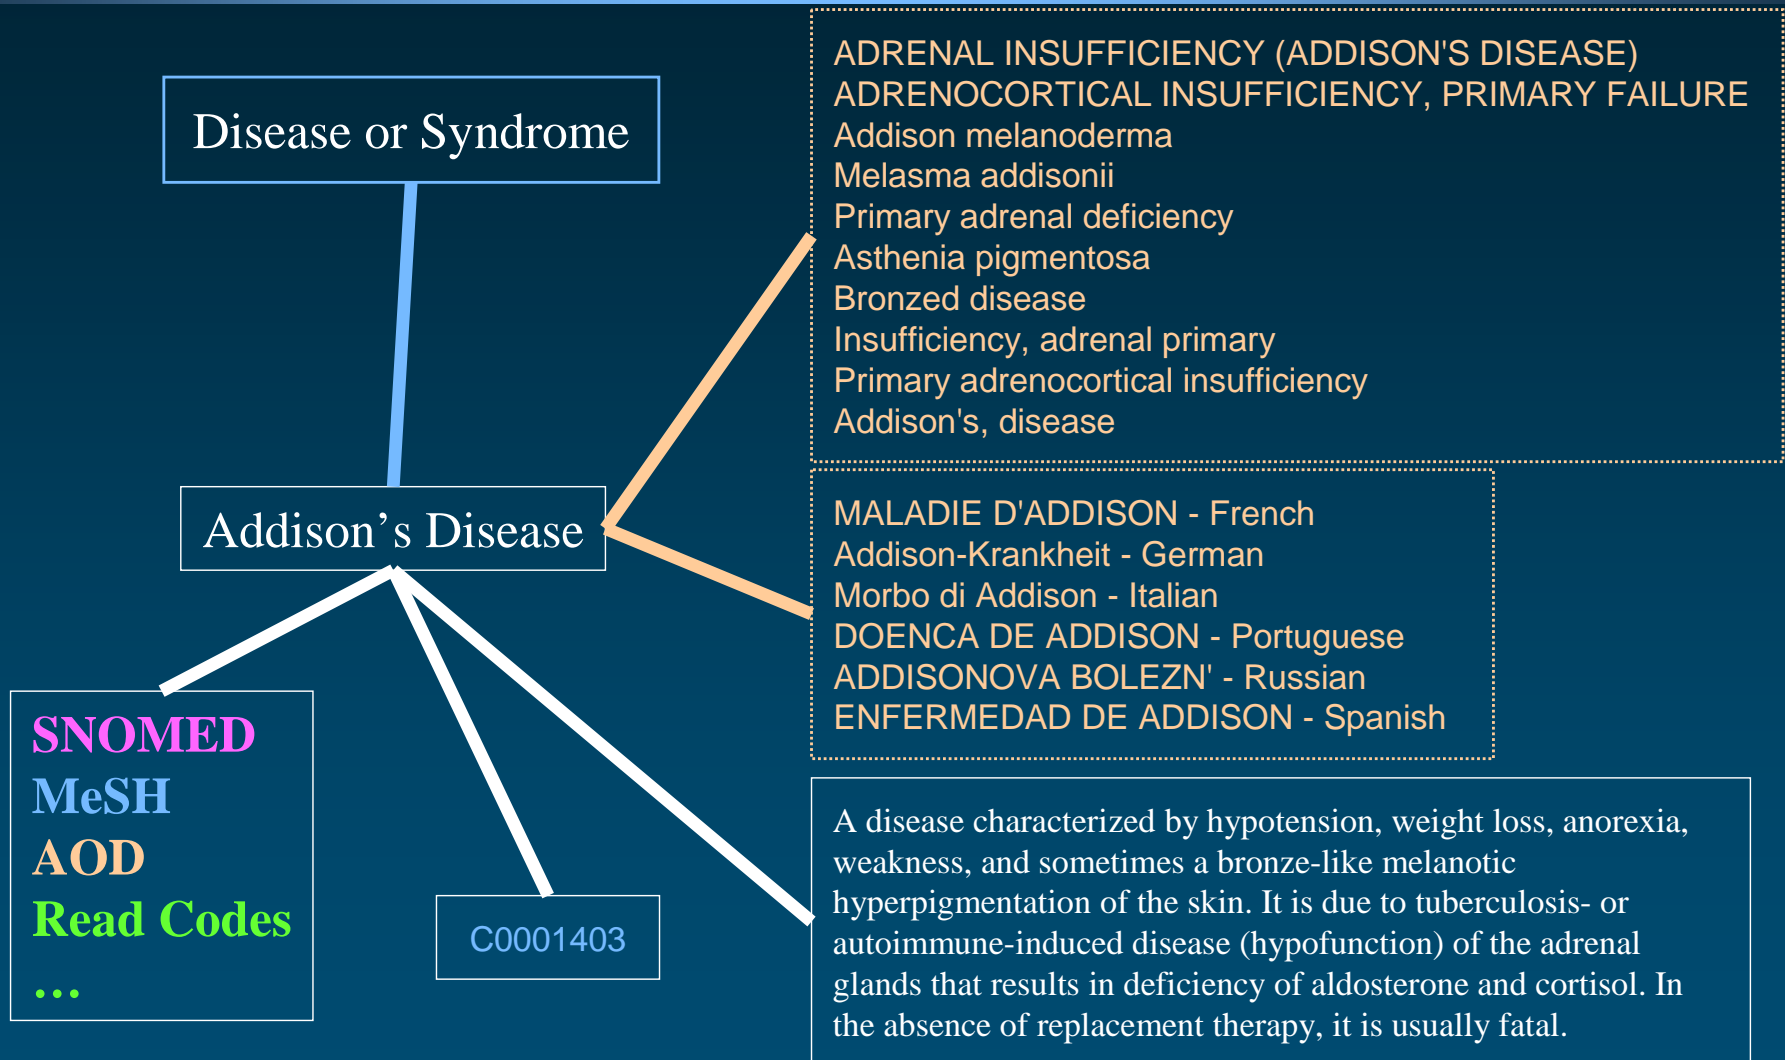 Disease or Syndrome
Addison’s Disease
SNOMED
MeSH
AOD
Read Codes
…
C0001403
ADRENAL INSUFFICIENCY (ADDISON'S DISEASE)
ADRENOCORTICAL INSUFFICIENCY, PRIMARY FAILURE
Addison melanoderma
Melasma addisonii
Primary adrenal deficiency
Asthenia pigmentosa
Bronzed disease
Insufficiency, adrenal primary
Primary adrenocortical insufficiency
Addison's, disease
MALADIE D'ADDISON - French
Addison-Krankheit - German
Morbo di Addison - Italian
DOENCA DE ADDISON - Portuguese
ADDISONOVA BOLEZN' - Russian
ENFERMEDAD DE ADDISON - Spanish
A disease characterized by hypotension, weight loss, anorexia,
weakness, and sometimes a bronze-like melanotic
hyperpigmentation of the skin. It is due to tuberculosis- or
autoimmune-induced disease (hypofunction) of the adrenal
glands that results in deficiency of aldosterone and cortisol. In
the absence of replacement therapy, it is usually fatal.